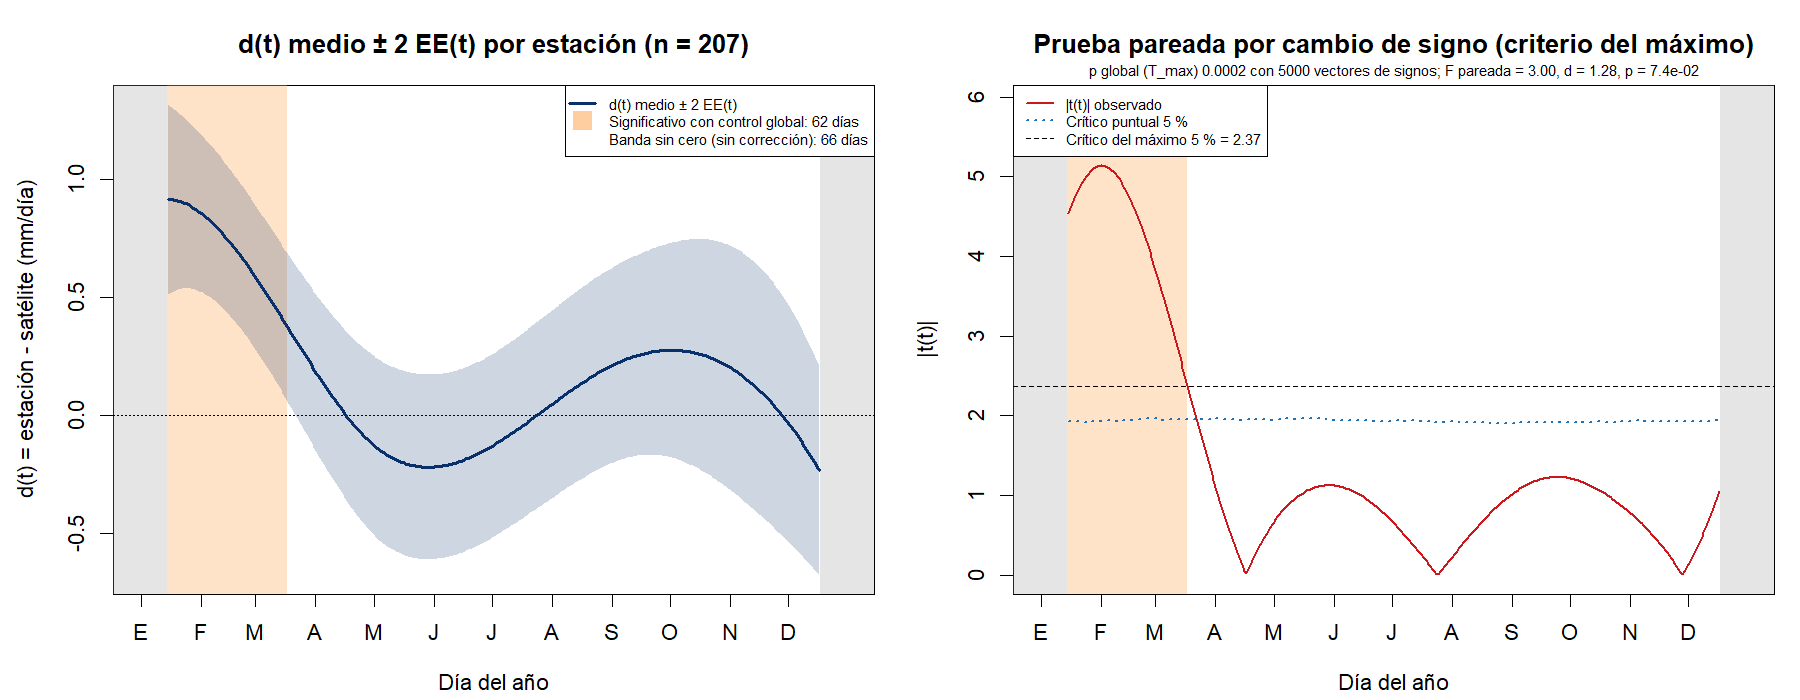 d(t) medio ± 2 EE(t) por estación (n = 207)
d(t) medio ± 2 EE(t)
Significativo con control global: 62 días
Banda sin cero (sin corrección): 66 días
d(t) = estación - satélite (mm/día)
1.0
0.5
0.0
-0.5
E F M A M J J A S O N D
Día del año
Prueba pareada por cambio de signo (criterio del máximo)
p global (T_max) 0.0002 con 5000 vectores de signos; F pareada = 3.00, d = 1.28, p = 7.4e-02
|t(t)| observado
Crítico puntual 5 %
Crítico del máximo 5 % = 2.37
|t(t)|
6
5
4
3
2
1
0
E F M A M J J A S O N D
Día del año